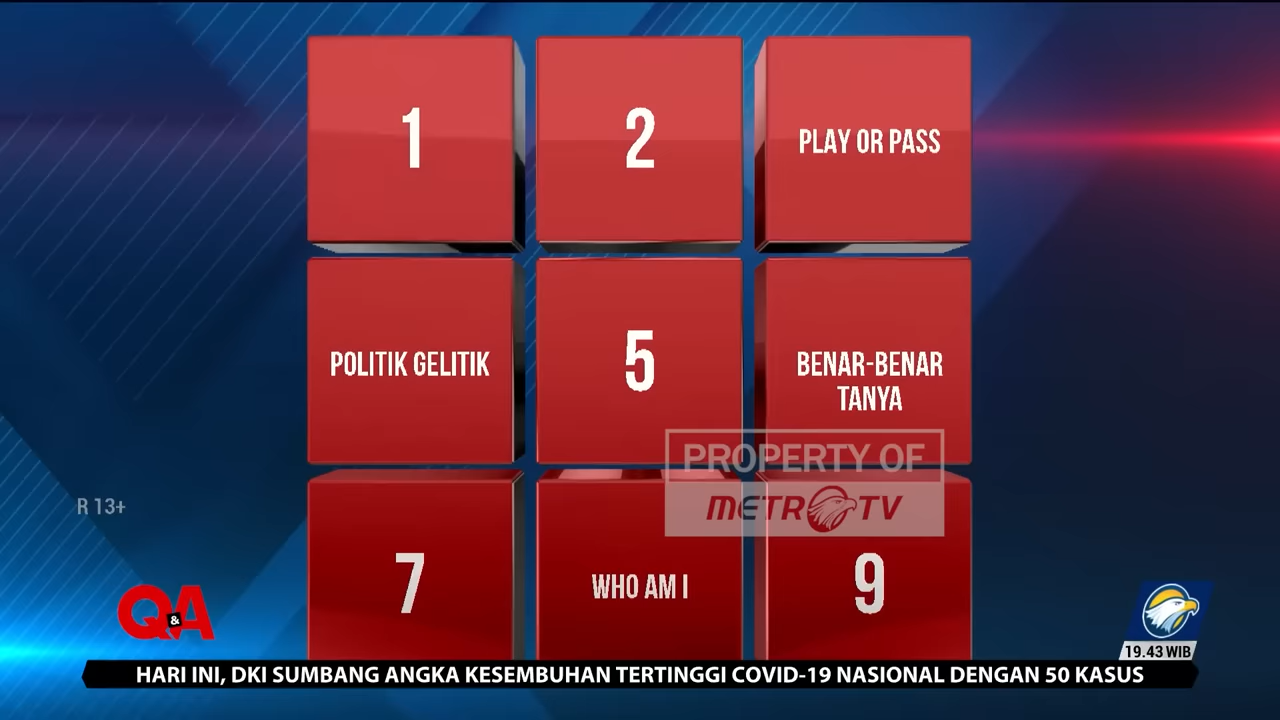 1
2
PLAY OR PASS
POLITIK GELITIK
5
BENAR-BENAR
TANYA
PROPERTY OF
METRO TV
7
WHO AM I
9
R 13+
Q&A
19.43 WIB
HARI INI, DKI SUMBANG ANGKA KESEMBUHAN TERTINGGI COVID-19 NASIONAL DENGAN 50 KASUS